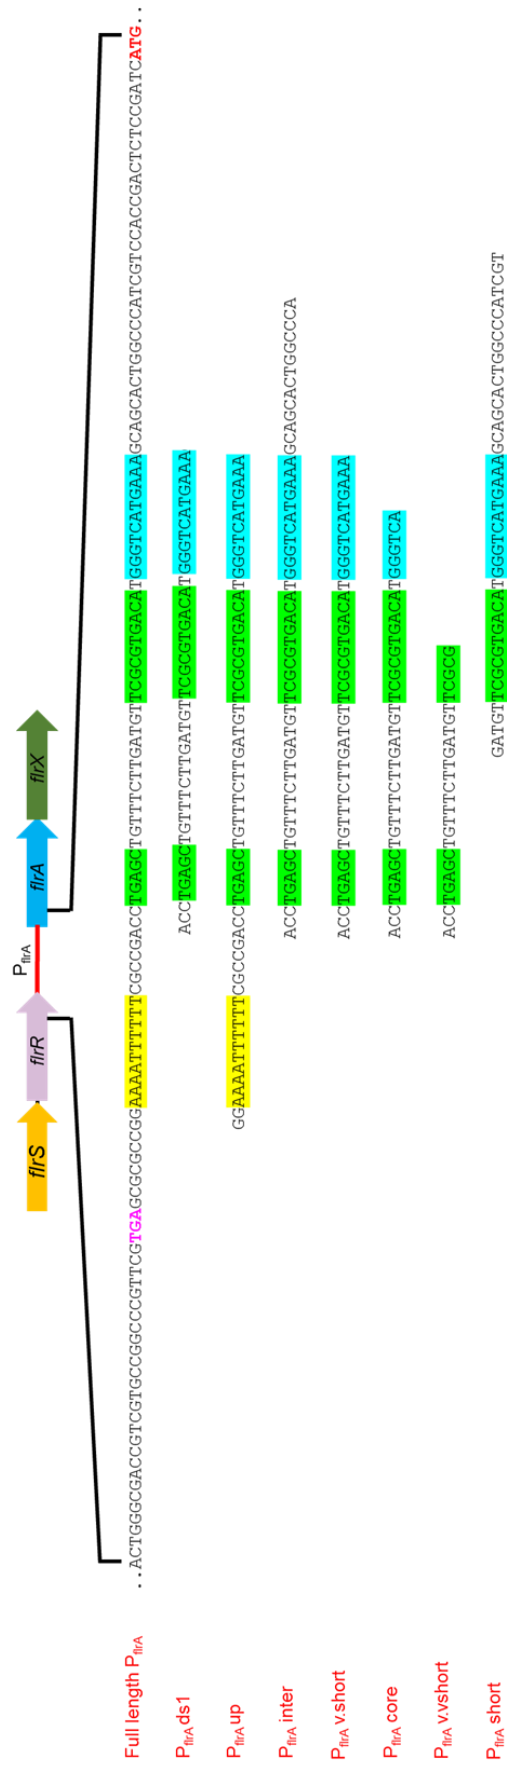 flrS flrR PflrA flrA flrX
Full length PflrA ..ACTGGGCGACCGTCGTGCCGGCCCGTTCGTGAGCGCGCCGGAAAATTTTTTCGCCGACCTGAGCTGTTTCTTGATGTTCGCGTGACATGGGTCATGAAAGCAGCACTGGCCCATCGTCCACCGACTCTCCGATCATG..
PflrA ds1 ACCTGAGCTGTTTCTTGATGTTCGCGTGACATGGGTCATGAAA
PflrA up GGAAAATTTTTTCGCCGACCTGAGCTGTTTCTTGATGTTCGCGTGACATGGGTCATGAAA
PflrA inter ACCTGAGCTGTTTCTTGATGTTCGCGTGACATGGGTCATGAAAGCAGCACTGGCCCA
PflrA v.short ACCTGAGCTGTTTCTTGATGTTCGCGTGACATGGGTCATGAAA
PflrA core ACCTGAGCTGTTTCTTGATGTTCGCGTGACATGGGTCA
PflrA v.vshort ACCTGAGCTGTTTCTTGATGTTCGCG
PflrA short GATGTTCGCGTGACATGGGTCATGAAAGCAGCACTGGCCCATCGT